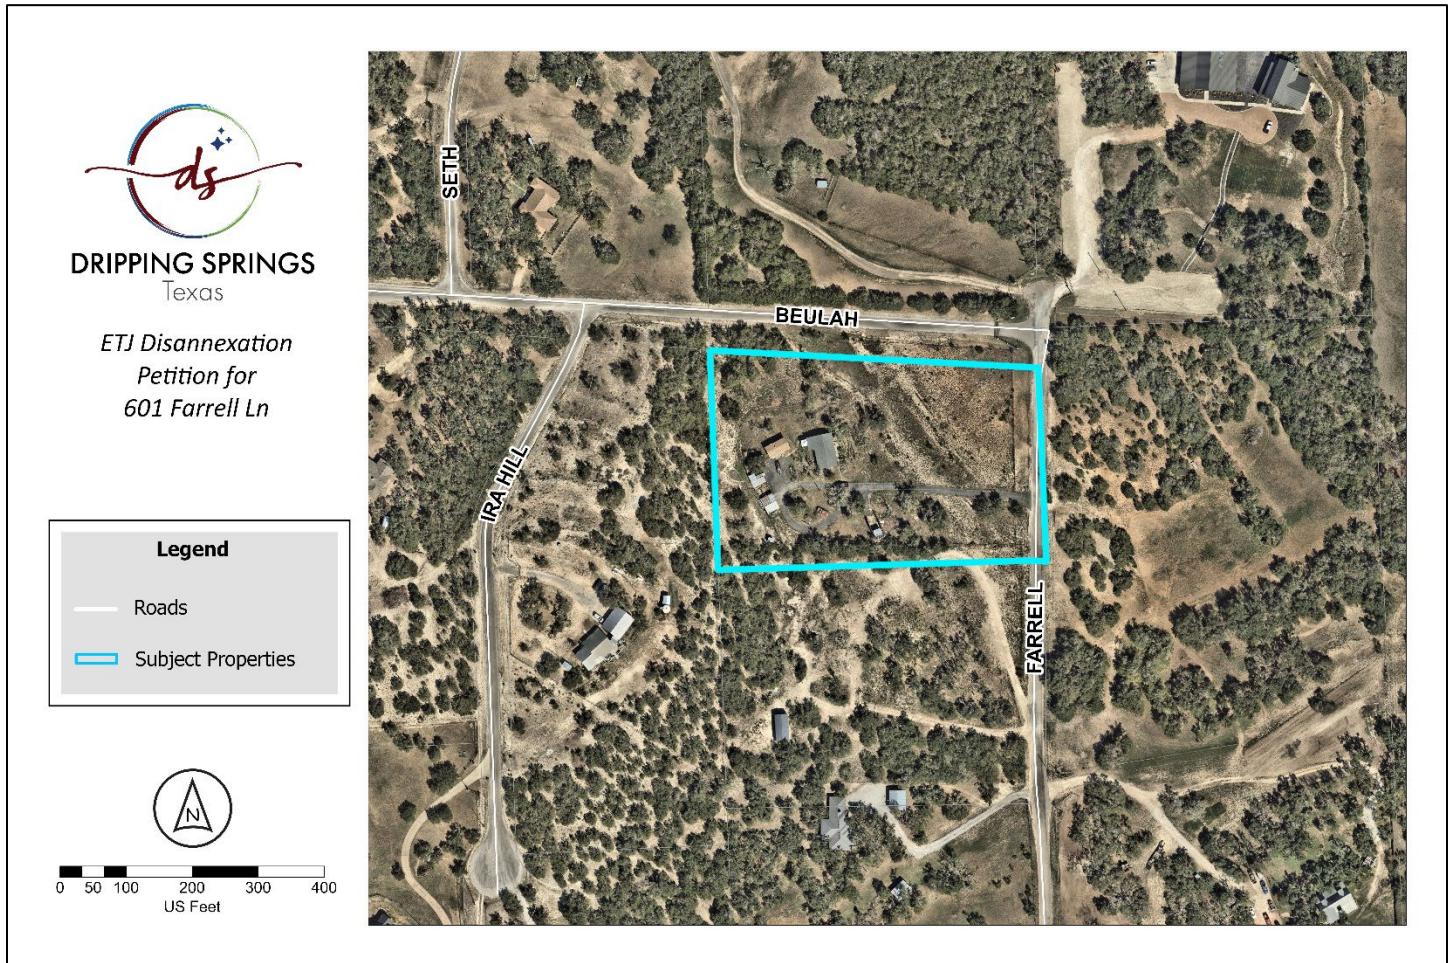 ds
DRIPPING SPRINGS
Texas
ETJ Disannexation
Petition for
601 Farrell Ln
Legend
Roads
Subject Properties
N
0 50 100 200 300 400
US Feet
SETH
BEULAH
IRA HILL
FARRELL